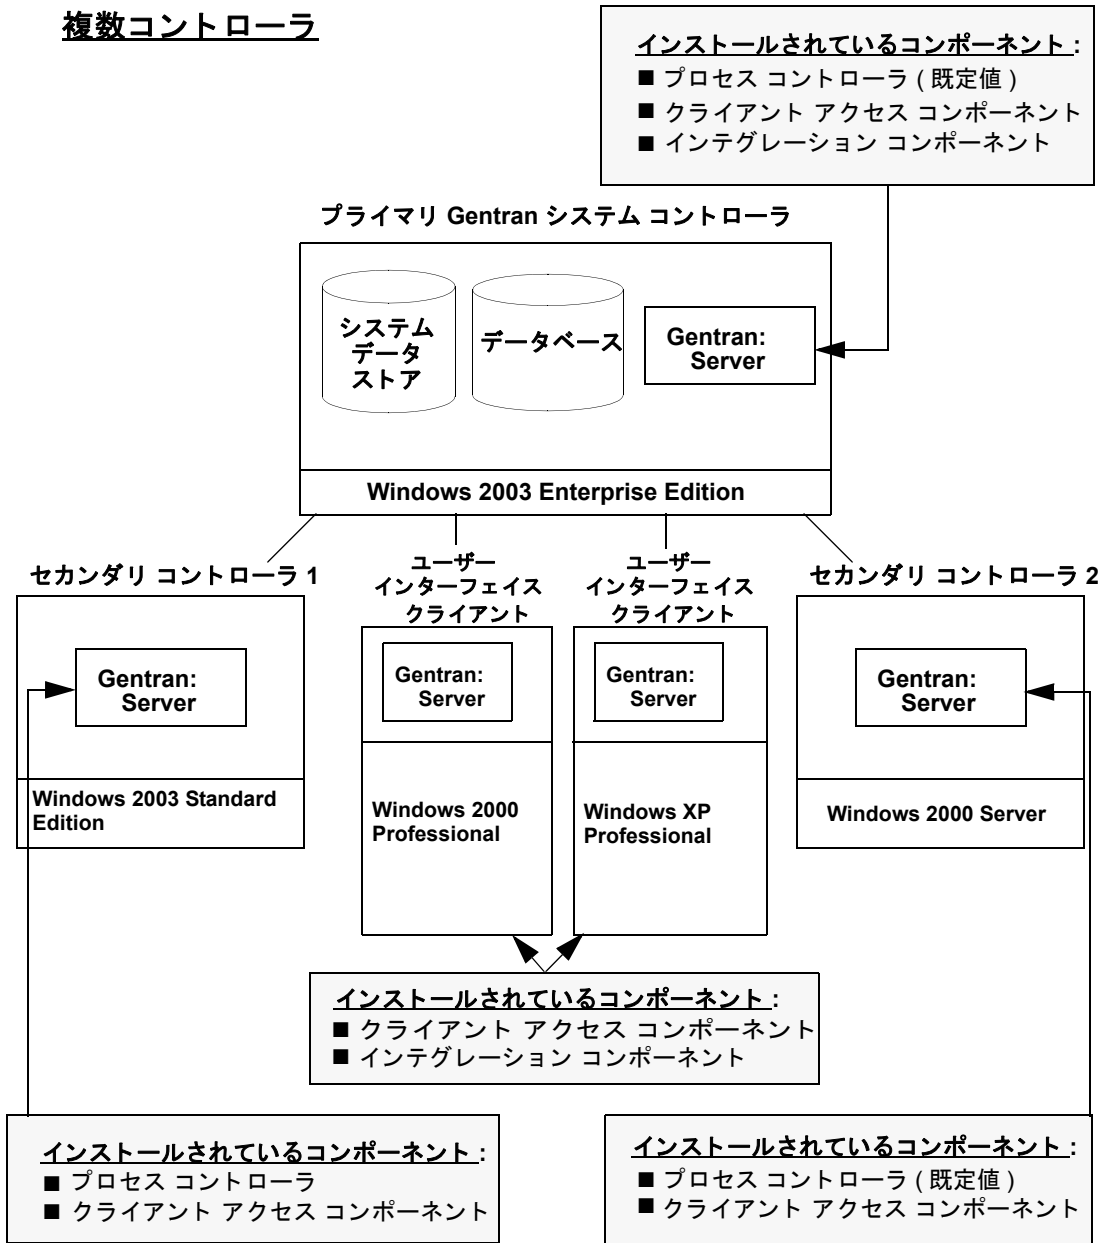 複数コントローラ
インストールされているコンポーネント :
■ プロセス コントローラ ( 既定値 )
■ クライアント アクセス コンポーネント
■ インテグレーション コンポーネント
プライマリ Gentran システム コントローラ
システム
データ
ストア
データベース
Gentran:
Server
Windows 2003 Enterprise Edition
セカンダリ コントローラ 1
Gentran:
Server
Windows 2003 Standard
Edition
ユーザー
インターフェイス
クライアント
Gentran:
Server
Windows 2000
Professional
ユーザー
インターフェイス
クライアント
Gentran:
Server
Windows XP
Professional
セカンダリ コントローラ 2
Gentran:
Server
Windows 2000 Server
インストールされているコンポーネント :
■ クライアント アクセス コンポーネント
■ インテグレーション コンポーネント
インストールされているコンポーネント :
■ プロセス コントローラ
■ クライアント アクセス コンポーネント
インストールされているコンポーネント :
■ プロセス コントローラ ( 既定値 )
■ クライアント アクセス コンポーネント